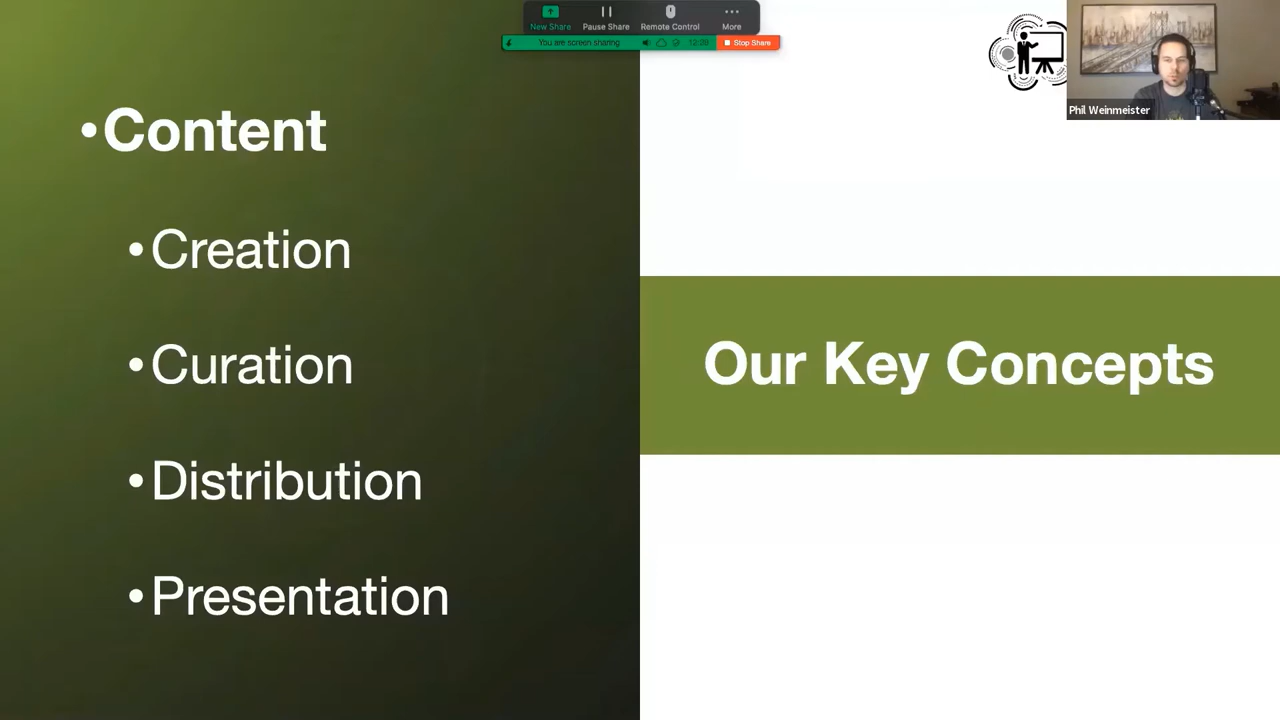 New Share
Pause Share
Remote Control
More
You are screen sharing
Stop Share
Phil Weinmeister
•Content
•Creation
•Curation
•Distribution
•Presentation
Our Key Concepts